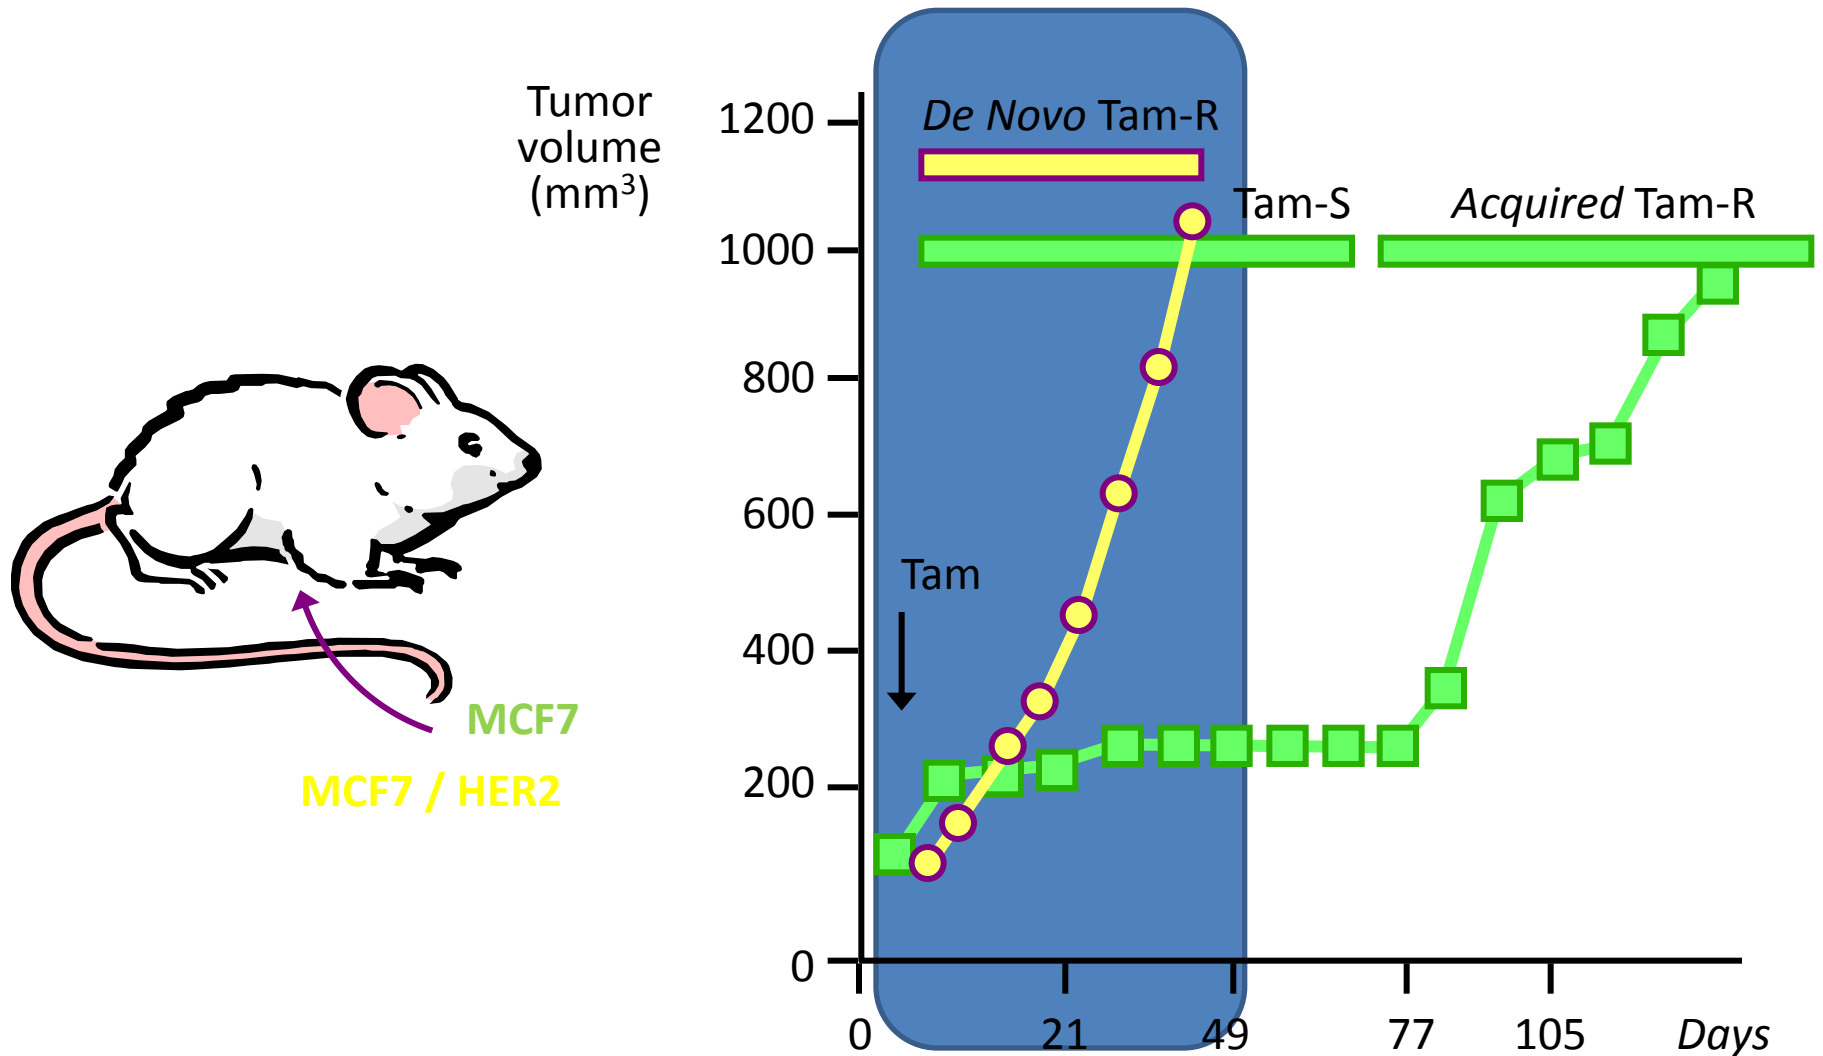 Tumor
volume
(mm³)
1200
1000
800
600
400
200
0
De Novo Tam-R
Tam-S
Acquired Tam-R
Tam
MCF7
MCF7 / HER2
0 21 49 77 105 Days